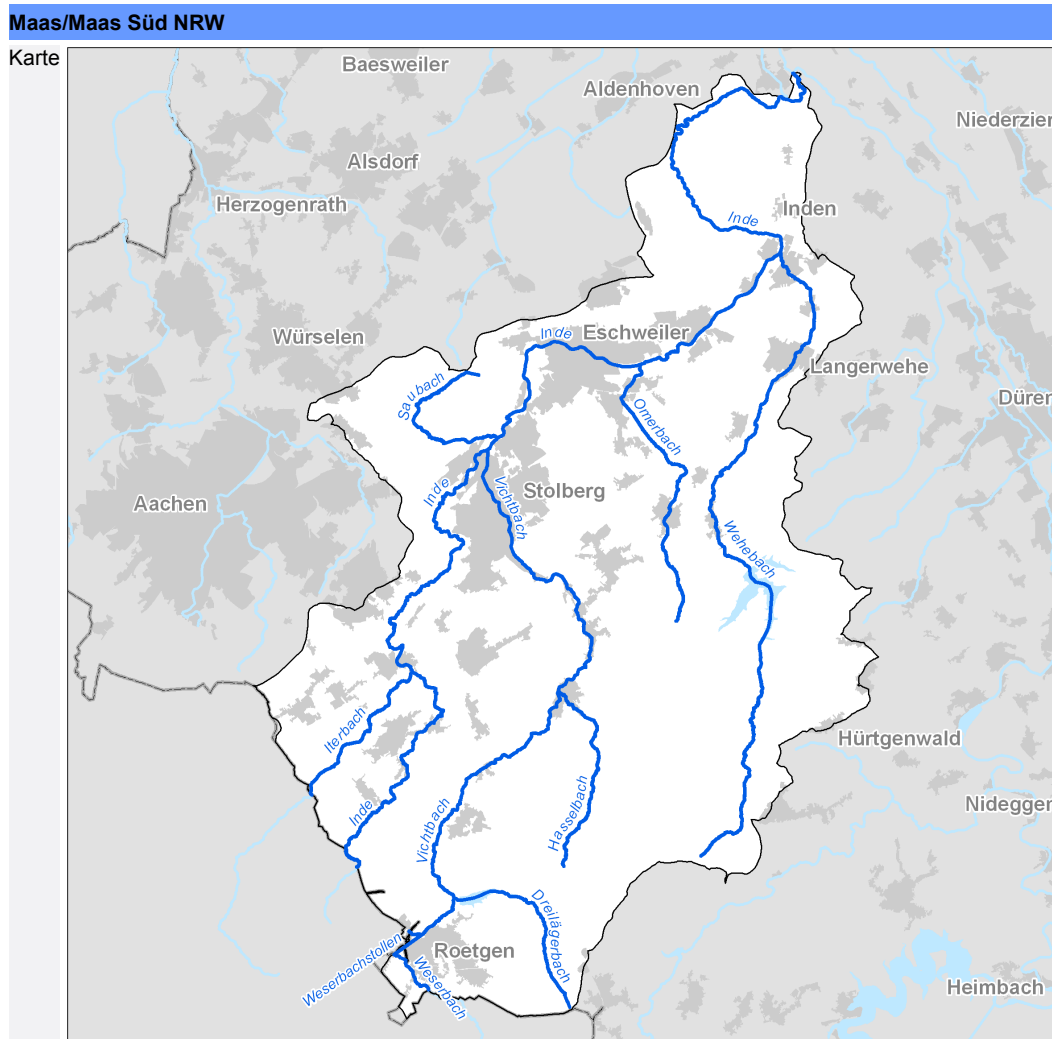 Maas/Maas Süd NRW
Karte
Baesweiler
Aldenhoven
Niederzier
Alsdorf
Herzogenrath
Inden
Inde
Würselen
Inde
Eschweiler
Langerwehe
Düren
Saubach
Omerbach
Aachen
Inde
Vichtbach
Stolberg
Wehebach
Iterbach
Hürtgenwald
Inde
Vichtbach
Hasselbach
Nideggen
Weserbachstollen
Weserbach
Roetgen
Dreilägerbach
Heimbach